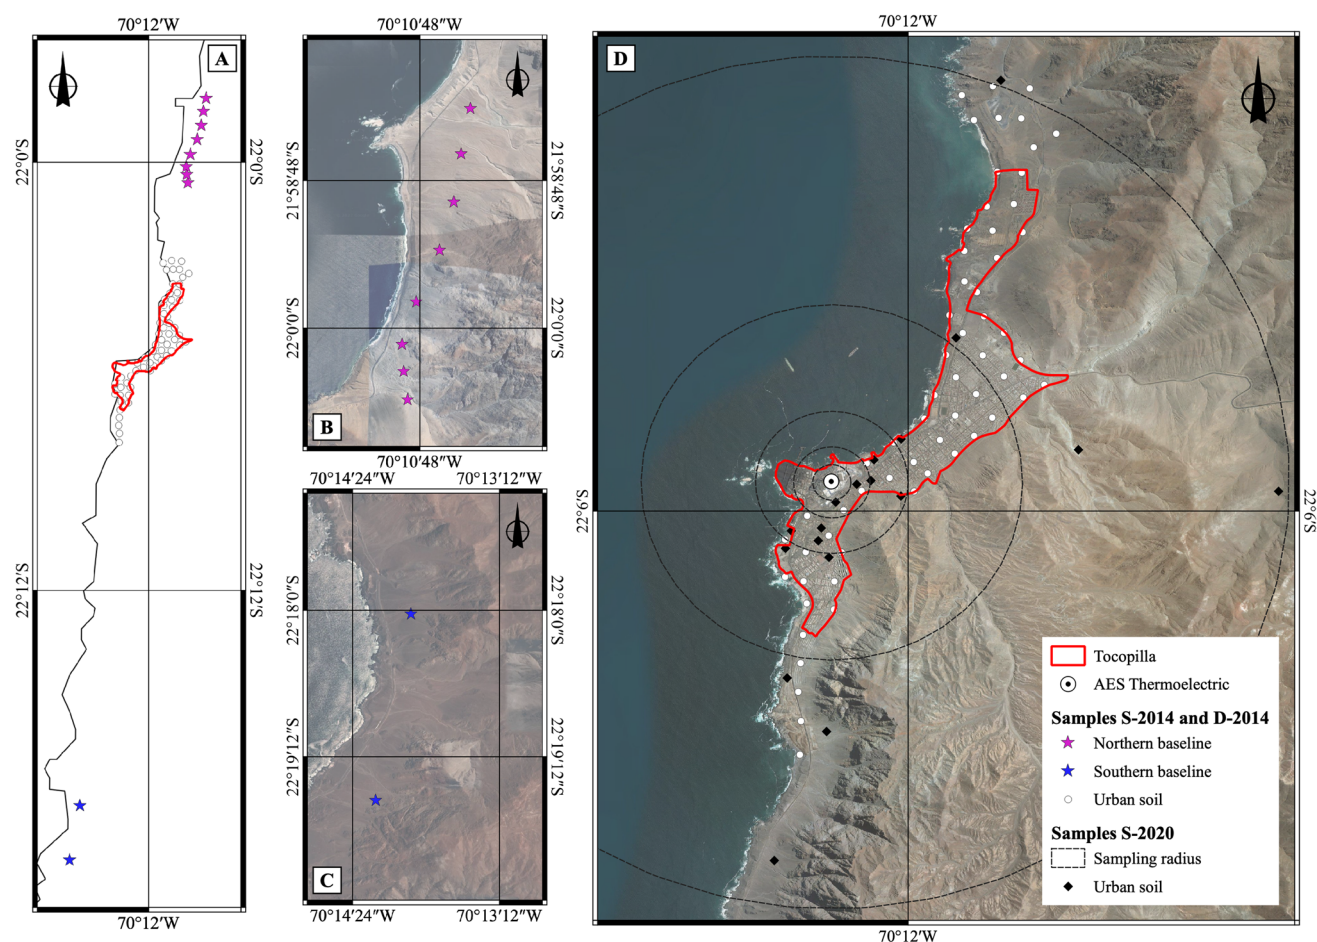 70°12′W
A
22°0′S
22°0′S
22°12′S
22°12′S
70°12′W
70°10′48″W
21°58′48″S
21°58′48″S
22°0′0″S
22°0′0″S
B
70°10′48″W
70°14′24″W
70°13′12″W
22°18′0″S
22°18′0″S
22°19′12″S
22°19′12″S
C
70°14′24″W
70°13′12″W
70°12′W
D
22°6′S
22°6′S
Tocopilla
AES Thermoelectric
Samples S-2014 and D-2014
Northern baseline
Southern baseline
Urban soil
Samples S-2020
Sampling radius
Urban soil
70°12′W